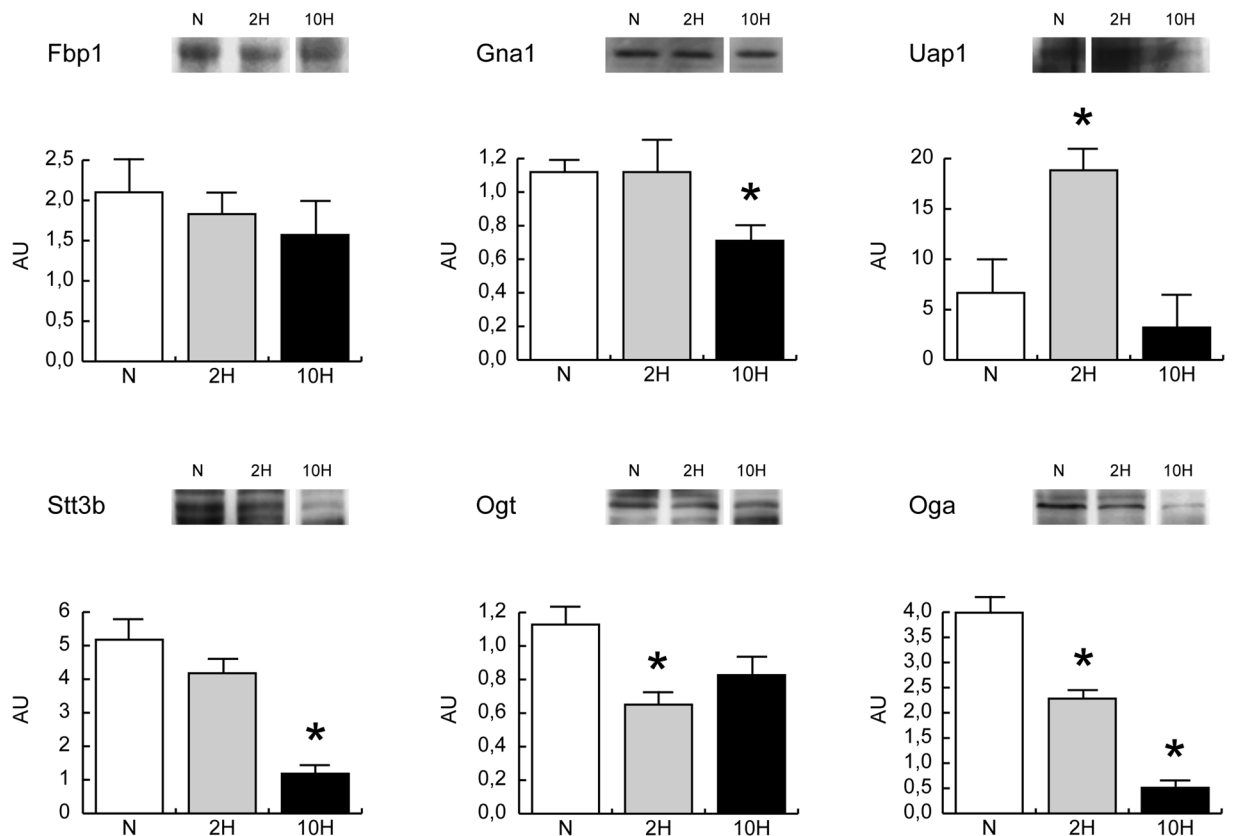 N 2H 10H
Fbp1
2,5
2,0
1,5
1,0
0,5
0,0
AU
N 2H 10H
N 2H 10H
Gna1
1,2
1,0
0,8
0,6
0,4
0,2
0,0
AU
*
N 2H 10H
N 2H 10H
Uap1
20
15
10
5
0
AU
*
N 2H 10H
N 2H 10H
Stt3b
6
5
4
3
2
1
0
AU
*
N 2H 10H
N 2H 10H
Ogt
1,2
1,0
0,8
0,6
0,4
0,2
0,0
AU
*
N 2H 10H
N 2H 10H
Oga
4,0
3,5
3,0
2,5
2,0
1,5
1,0
0,5
0,0
AU
*
*
N 2H 10H